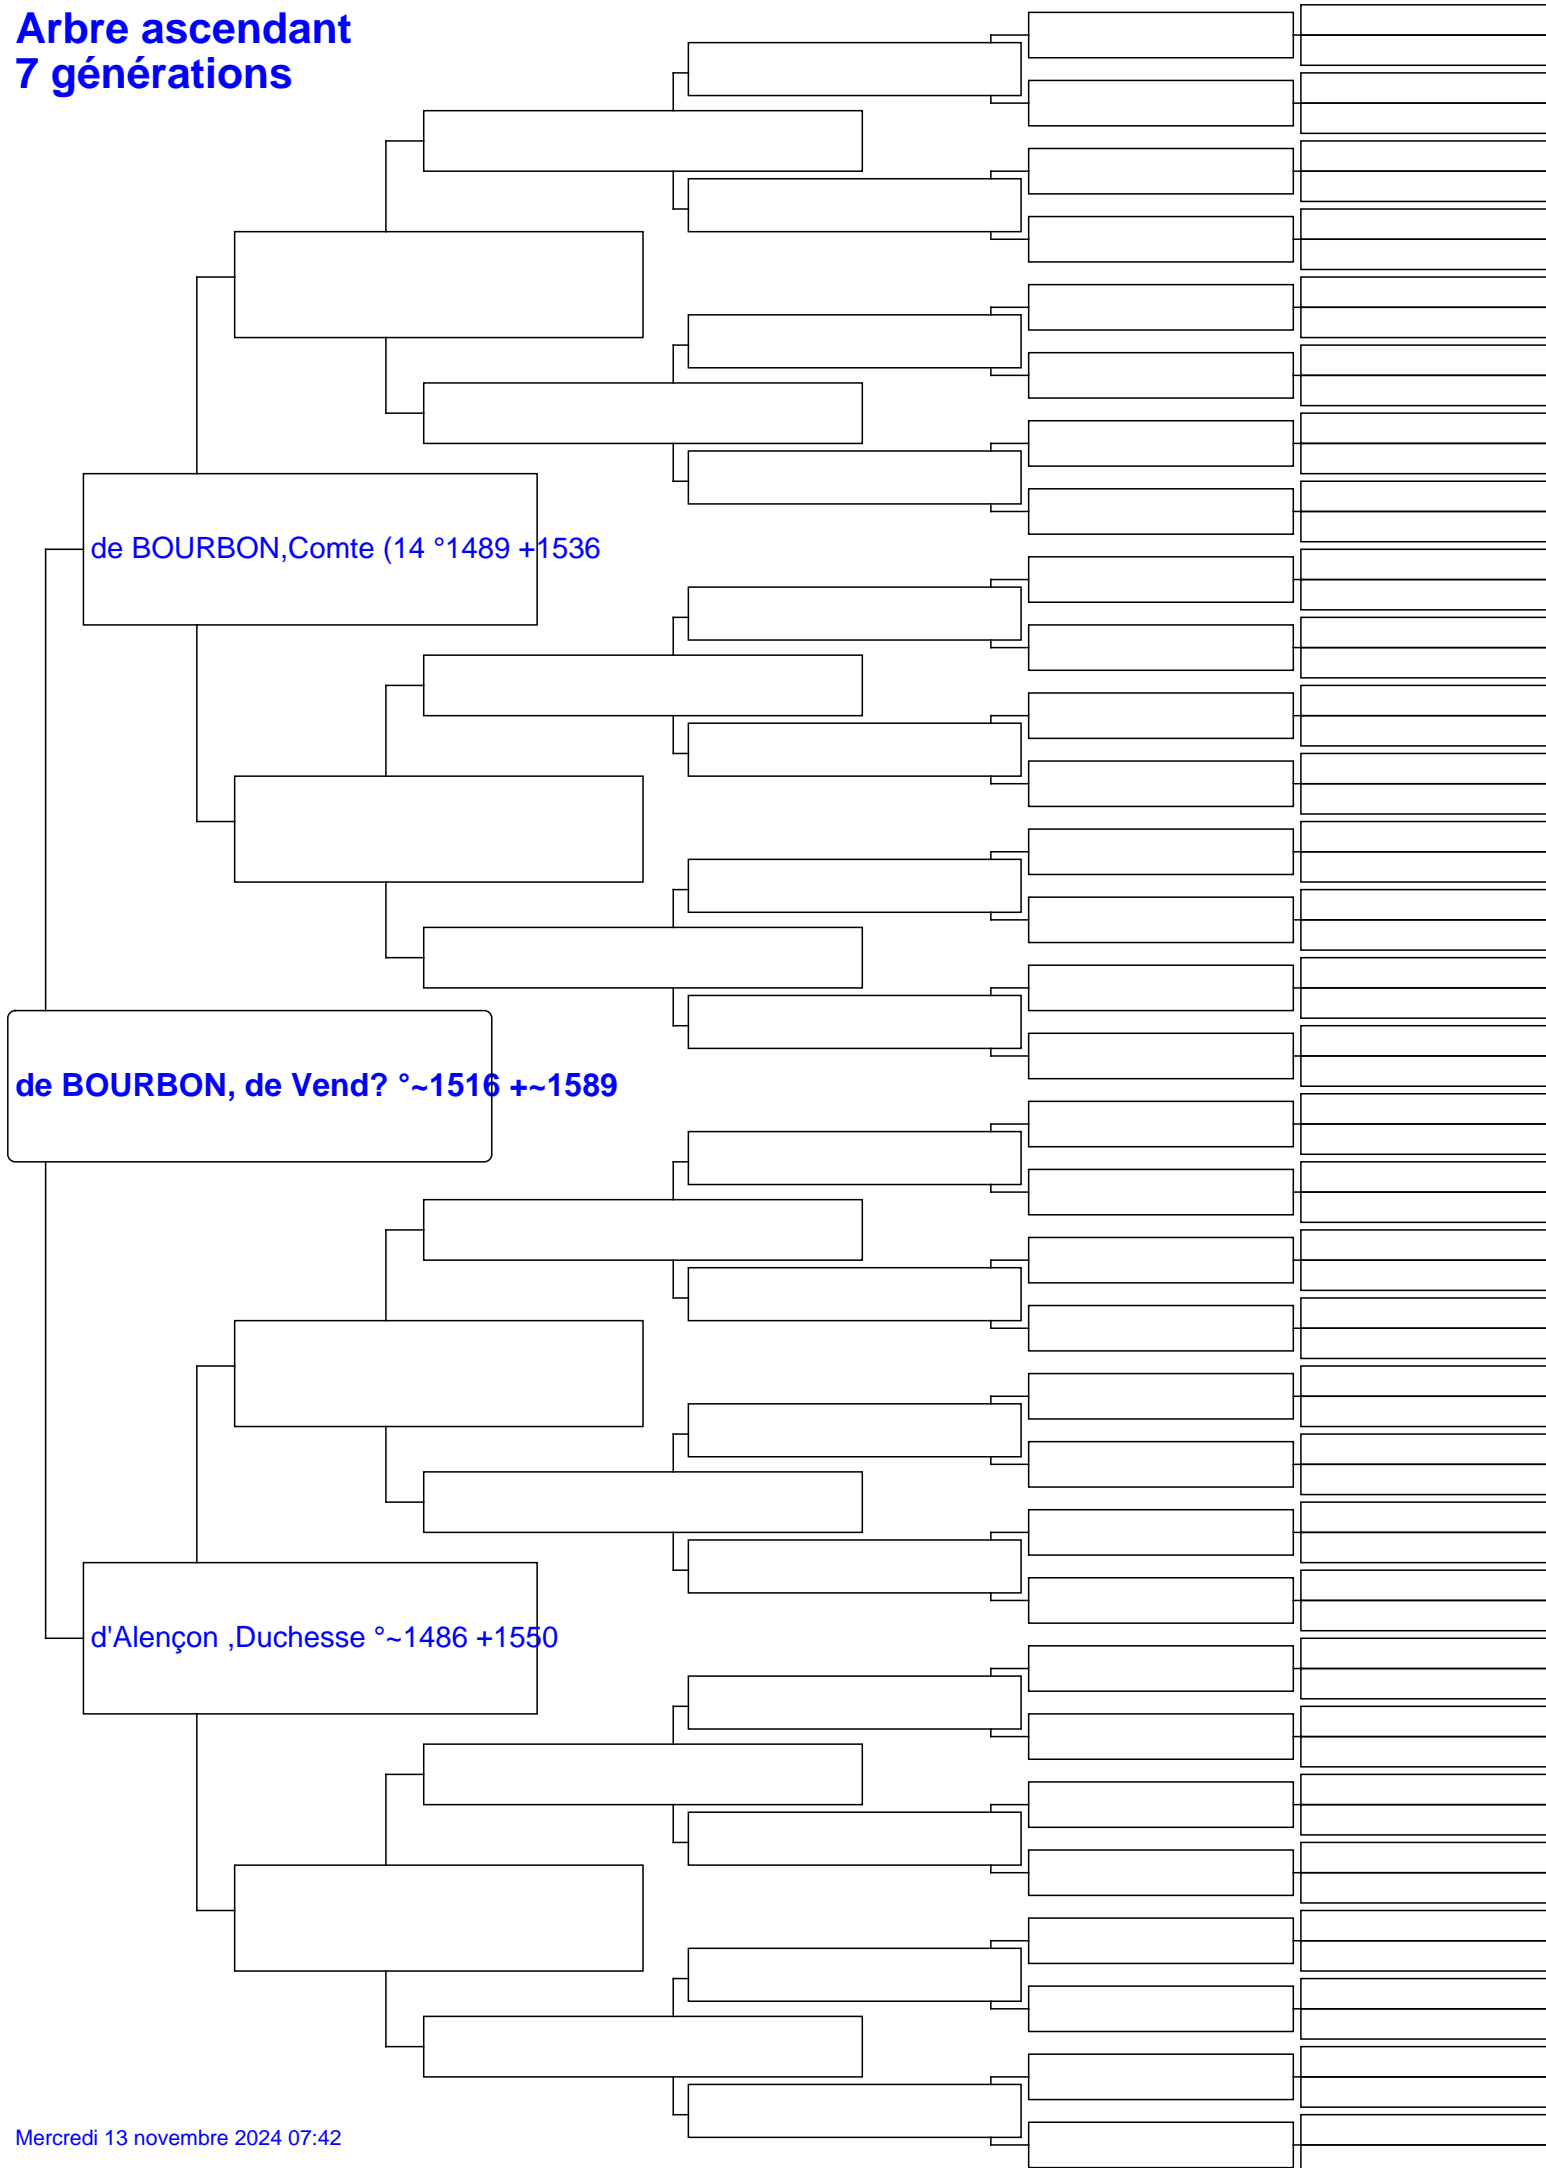 Arbre ascendant
7 générations
de BOURBON,Comte (14 °1489 +1536
de BOURBON, de Vend? °~1516 +~1589
d'Alençon ,Duchesse °~1486 +1550
Mercredi 13 novembre 2024 07:42